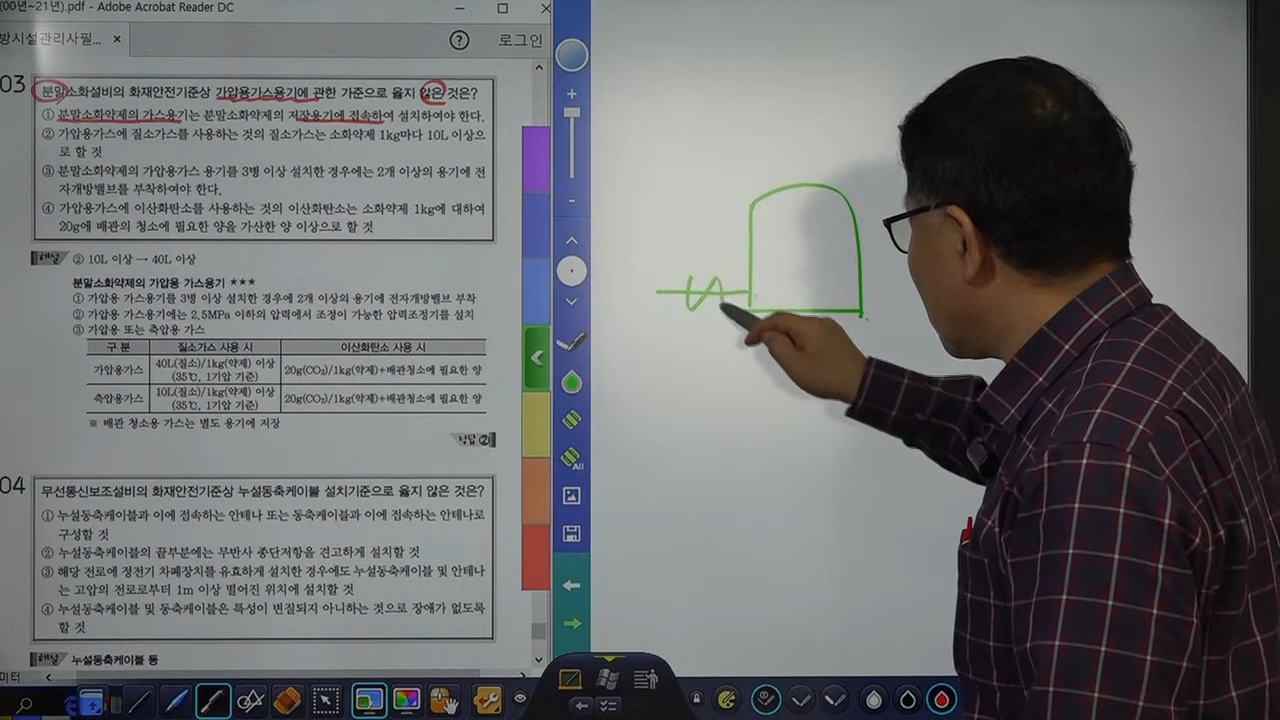 (00년~21년).pdf - Adobe Acrobat Reader DC
방시설관리사필... ×
? 로그인
03
분말소화설비의 화재안전기준상 가압용가스용기에 관한 기준으로 옳지 않은 것은?
① 분말소화약제의 가스용기는 분말소화약제의 저장용기에 접속하여 설치하여야 한다.
② 가압용가스에 질소가스를 사용하는 것의 질소가스는 소화약제 1kg마다 10L 이상으
로 할 것
③ 분말소화약제의 가압용가스 용기를 3병 이상 설치한 경우에는 2개 이상의 용기에 전
자개방밸브를 부착하여야 한다.
④ 가압용가스에 이산화탄소를 사용하는 것의 이산화탄소는 소화약제 1kg에 대하여
20g에 배관의 청소에 필요한 양을 가산한 양 이상으로 할 것
해설 ② 10L 이상 → 40L 이상
분말소화약제의 가압용 가스용기 ★★★
① 가압용 가스용기를 3병 이상 설치한 경우에 2개 이상의 용기에 전자개방밸브 부착
② 가압용 가스용기에는 2.5MPa 이하의 압력에서 조정이 가능한 압력조정기를 설치
③ 가압용 또는 축압용 가스
구 분 질소가스 사용 시 이산화탄소 사용 시
가압용가스 40L(질소)/1kg(약제) 이상 (35℃, 1기압 기준) 20g(CO₂)/1kg(약제)+배관청소에 필요한 양
축압용가스 10L(질소)/1kg(약제) 이상 (35℃, 1기압 기준) 20g(CO₂)/1kg(약제)+배관청소에 필요한 양
※ 배관 청소용 가스는 별도 용기에 저장
정답 ②
04
무선통신보조설비의 화재안전기준상 누설동축케이블 설치기준으로 옳지 않은 것은?
① 누설동축케이블과 이에 접속하는 안테나 또는 동축케이블과 이에 접속하는 안테나로
구성할 것
② 누설동축케이블의 끝부분에는 무반사 종단저항을 견고하게 설치할 것
③ 해당 전로에 정전기 차폐장치를 유효하게 설치한 경우에도 누설동축케이블 및 안테나
는 고압의 전로로부터 1m 이상 떨어진 위치에 설치할 것
④ 누설동축케이블 및 동축케이블은 특성이 변질되지 아니하는 것으로 장애가 없도록
할 것
해설 누설동축케이블 등
미터
All